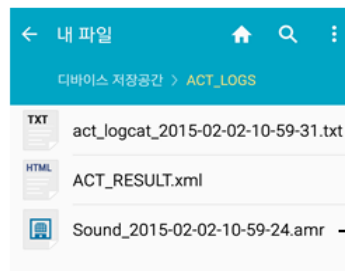 내 파일
디바이스 저장공간 > ACT_LOGS
TXT
act_logcat_2015-02-02-10-59-31.txt
HTML
ACT_RESULT.xml
Sound_2015-02-02-10-59-24.amr